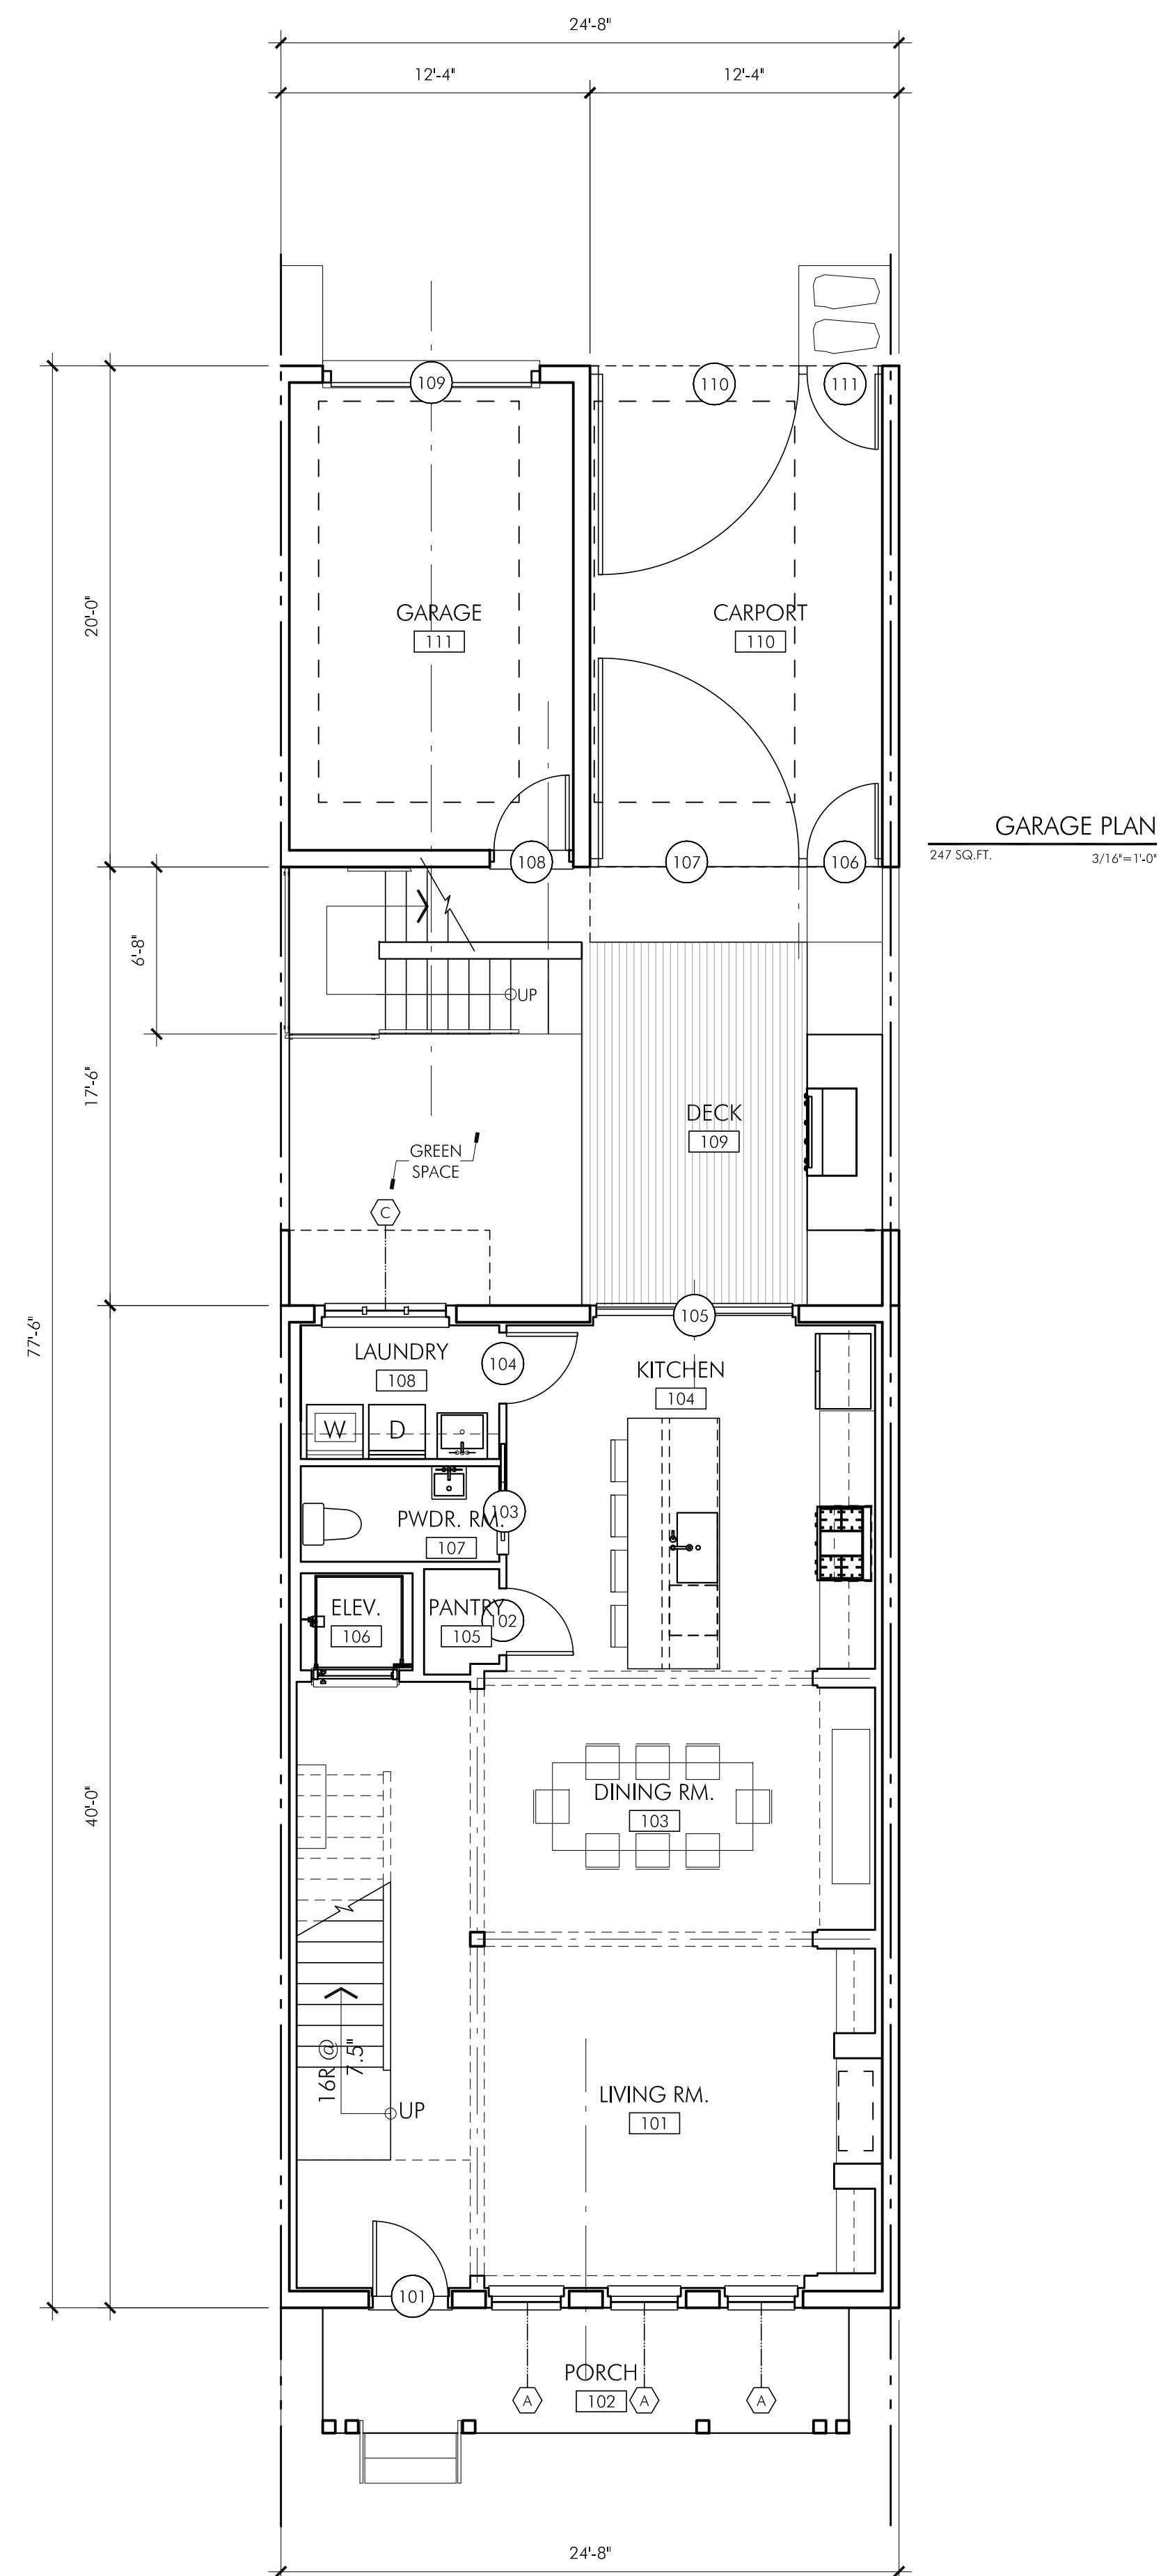 24'-8"
12'-4"
12'-4"
109
110
111
20'-0"
GARAGE
111
CARPORT
110
GARAGE PLAN
247 SQ.FT.
3/16"=1'-0"
108
107
106
6'-8"
UP
17'-6"
DECK
109
GREEN
SPACE
C
77'-6"
105
LAUNDRY
108
104
KITCHEN
104
W
D
103
PWDR. RM.
107
ELEV.
106
PANTRY
105
102
40'-0"
DINING RM.
103
16R @
7.5"
UP
LIVING RM.
101
101
PORCH
102
A
A
A
24'-8"